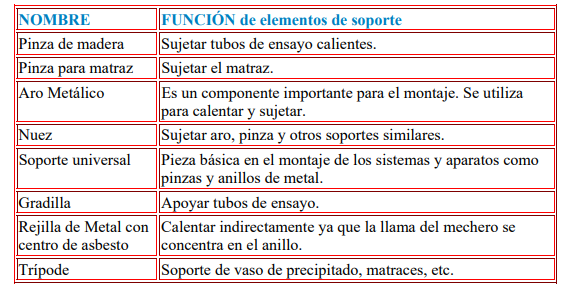 NOMBRE FUNCIÓN de elementos de soporte
Pinza de madera Sujetar tubos de ensayo calientes.
Pinza para matraz Sujetar el matraz.
Aro Metálico Es un componente importante para el montaje. Se utiliza
para calentar y sujetar.
Nuez Sujetar aro, pinza y otros soportes similares.
Soporte universal Pieza básica en el montaje de los sistemas y aparatos como
pinzas y anillos de metal.
Gradilla Apoyar tubos de ensayo.
Rejilla de Metal con Calentar indirectamente ya que la llama del mechero se
centro de asbesto concentra en el anillo.
Trípode Soporte de vaso de precipitado, matraces, etc.